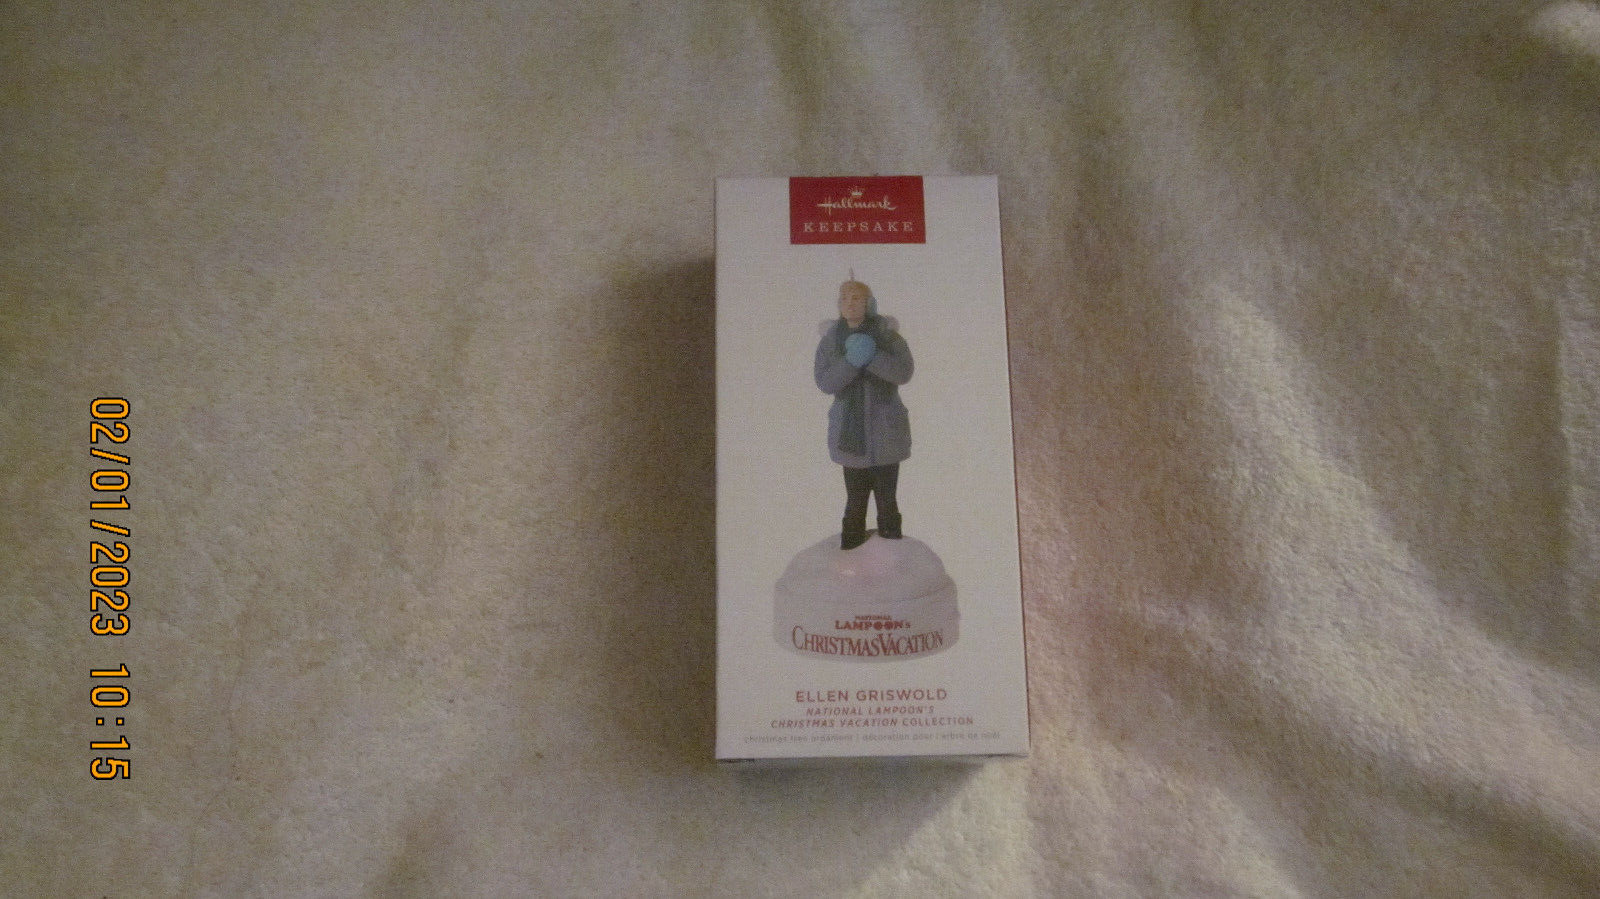 Hallmark
KEEPSAKE
NATIONAL
LAMPOON's
CHRISTMAS VACATION
ELLEN GRISWOLD
NATIONAL LAMPOON'S
CHRISTMAS VACATION COLLECTION
christmas tree ornament | décoration pour l'arbre de noël
02/01/2023 10:15